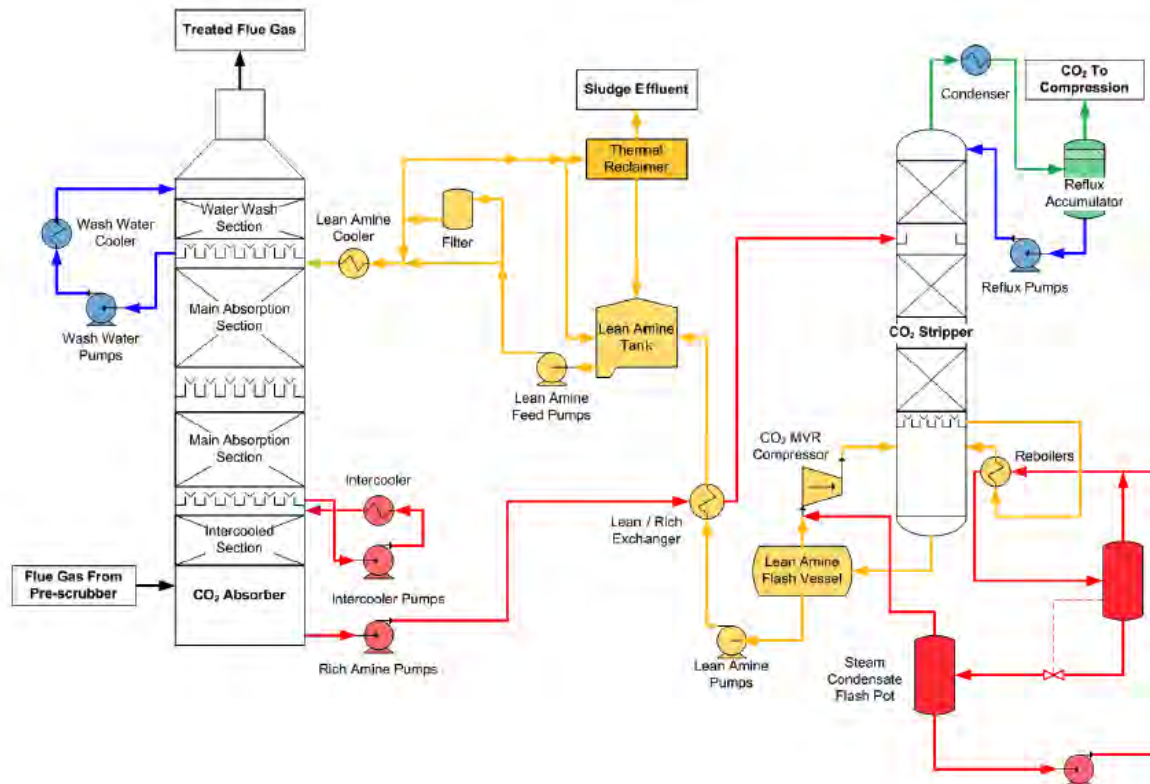 Treated Flue Gas
Sludge Effluent
Condenser
CO₂ To
Compression
Thermal
Reclaimer
Reflux
Accumulator
Water Wash
Section
Wash Water
Cooler
Lean Amine
Cooler
Filter
Main Absorption
Section
Wash Water
Pumps
Reflux Pumps
Lean Amine
Tank
CO₂ Stripper
Lean Amine
Feed Pumps
Main Absorption
Section
CO₂ MVR
Compressor
Reboilers
Intercooler
Lean / Rich
Exchanger
Intercooled
Section
Lean Amine
Flash Vessel
Flue Gas From
Pre-scrubber
CO₂ Absorber
Intercooler Pumps
Rich Amine Pumps
Lean Amine
Pumps
Steam
Condensate
Flash Pot